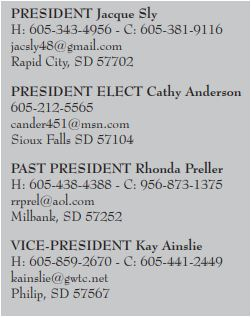 PRESIDENT Jacque Sly
H: 605-343-4956 - C: 605-381-9116
jacsly48@gmail.com
Rapid City, SD 57702
PRESIDENT ELECT Cathy Anderson
605-212-5565
cander451@msn.com
Sioux Falls SD 57104
PAST PRESIDENT Rhonda Preller
H: 605-438-4388 - C: 956-873-1375
rrprel@aol.com
Milbank, SD 57252
VICE-PRESIDENT Kay Ainslie
H: 605-859-2670 - C: 605-441-2449
kainslie@gwtc.net
Philip, SD 57567